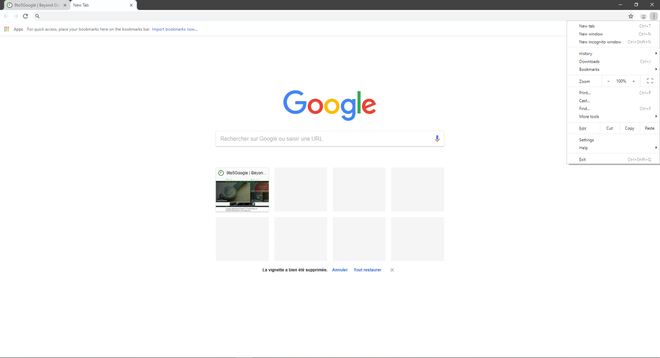 9to5Google | Beyond Go
New Tab
Apps For quick access, place your bookmarks here on the bookmarks bar. Import bookmarks now...
New tab Ctrl+T
New window Ctrl+N
New incognito window Ctrl+Shift+N
History
Downloads Ctrl+J
Bookmarks
Zoom - 100% +
Print... Ctrl+P
Cast...
Find... Ctrl+F
More tools
Edit Cut Copy Paste
Settings
Help
Exit Ctrl+Shift+Q
Google
Rechercher sur Google ou saisir une URL
9to5Google | Beyon...
La vignette a bien été supprimée. Annuler Tout restaurer